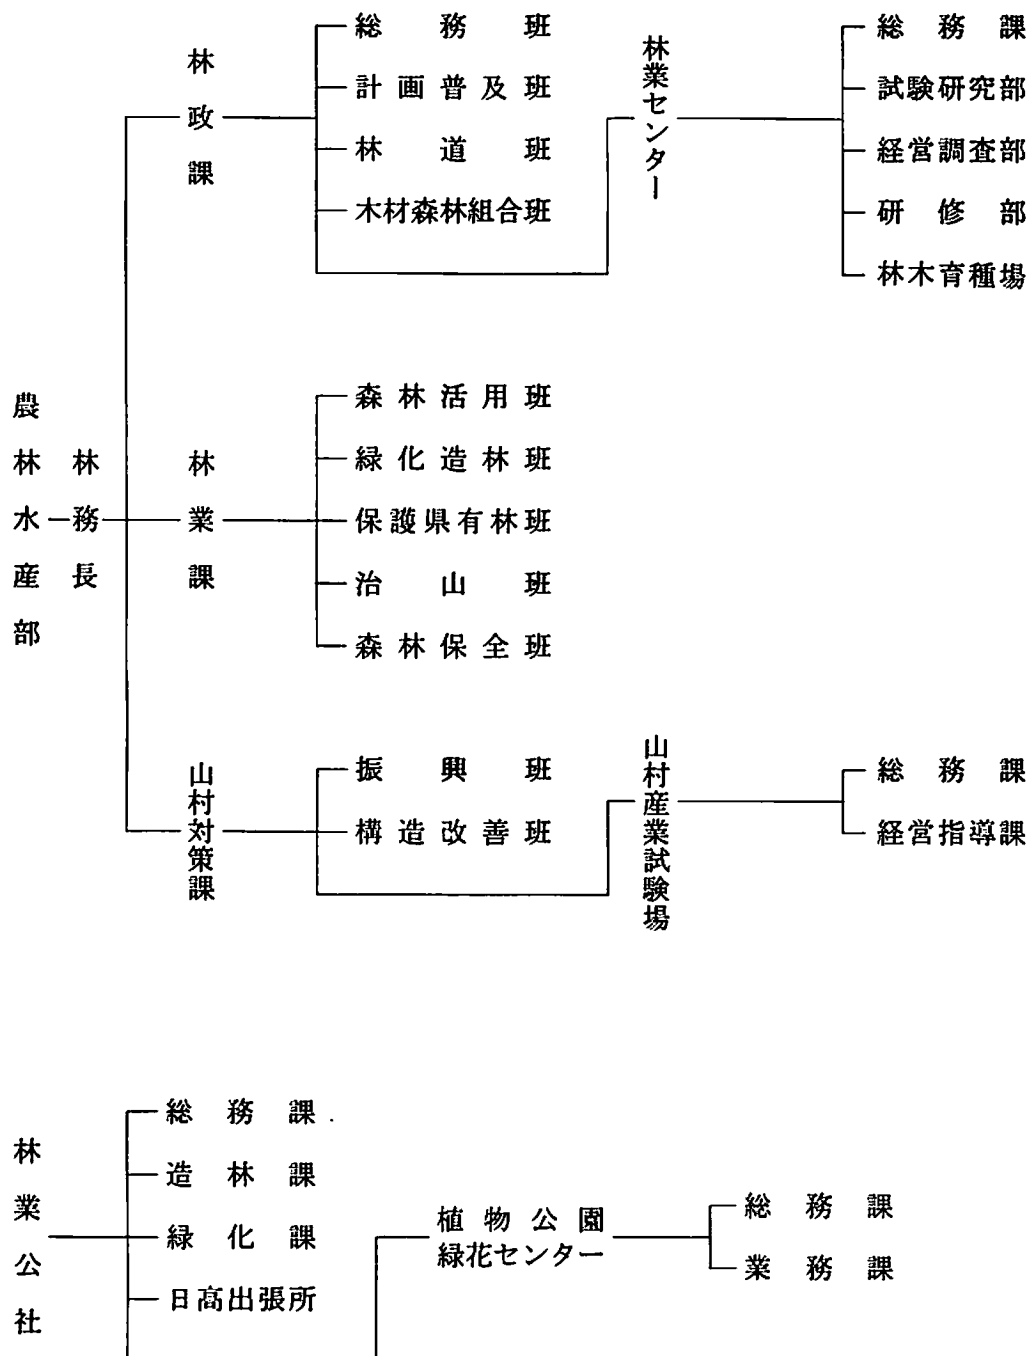 農林水産部
林務長
林政課
総務班
計画普及班
林道班
木材森林組合班
林業センター
総務課
試験研究部
経営調査部
研修部
林木育種場
林業課
森林活用班
緑化造林班
保護県有林班
治山班
森林保全班
山村対策課
振興班
構造改善班
山村産業試験場
総務課
経営指導課
林業公社
総務課
造林課
緑化課
日高出張所
植物公園
緑花センター
総務課
業務課